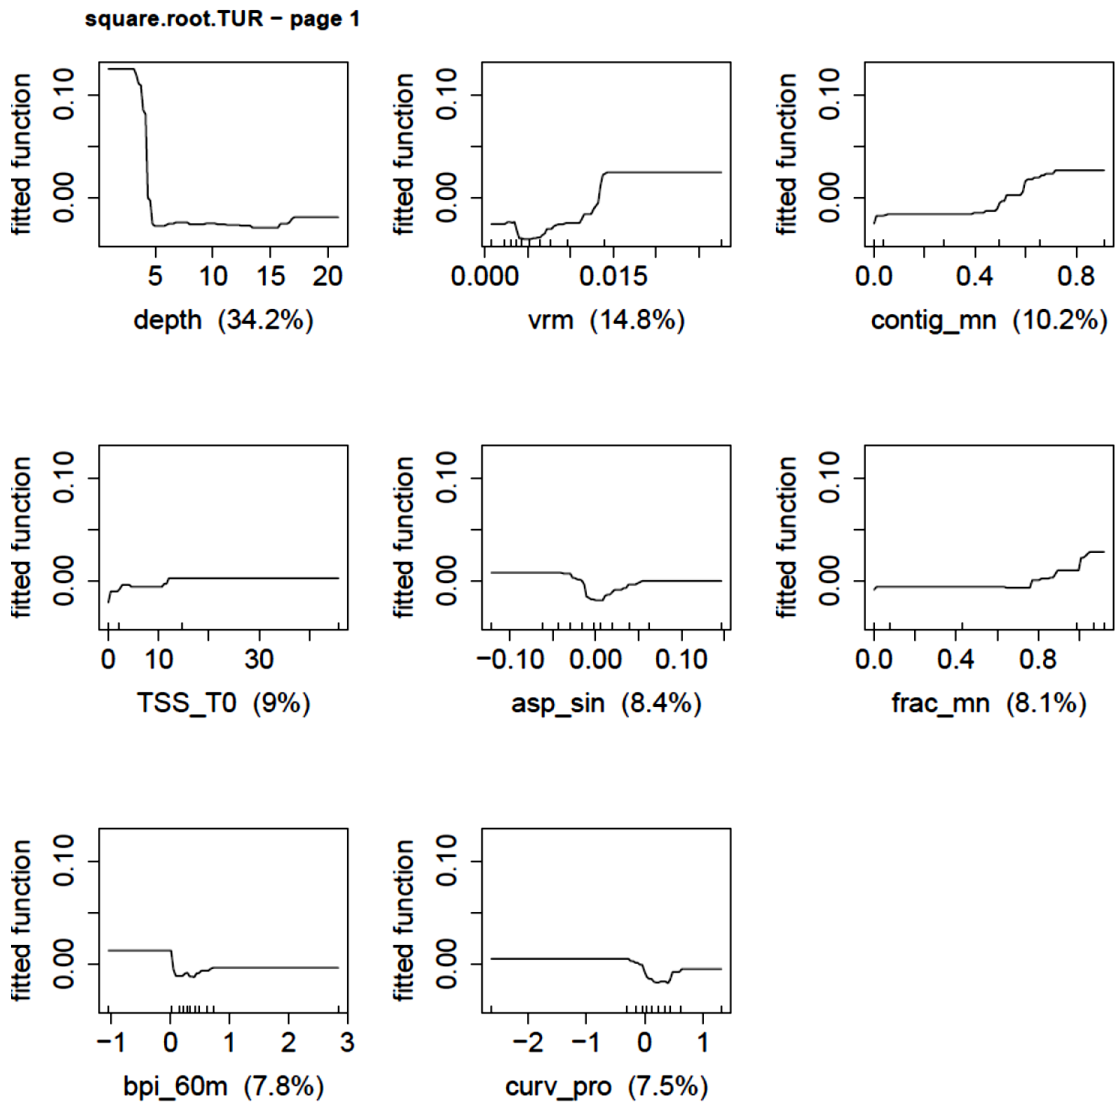 square.root.TUR − page 1
fitted function
0.00 0.10
5 10 15 20
depth (34.2%)
fitted function
0.00 0.10
0.000 0.015
vrm (14.8%)
fitted function
0.00 0.10
0.0 0.4 0.8
contig_mn (10.2%)
fitted function
0.00 0.10
0 10 30
TSS_T0 (9%)
fitted function
0.00 0.10
−0.10 0.00 0.10
asp_sin (8.4%)
fitted function
0.00 0.10
0.0 0.4 0.8
frac_mn (8.1%)
fitted function
0.00 0.10
−1 0 1 2 3
bpi_60m (7.8%)
fitted function
0.00 0.10
−2 −1 0 1
curv_pro (7.5%)